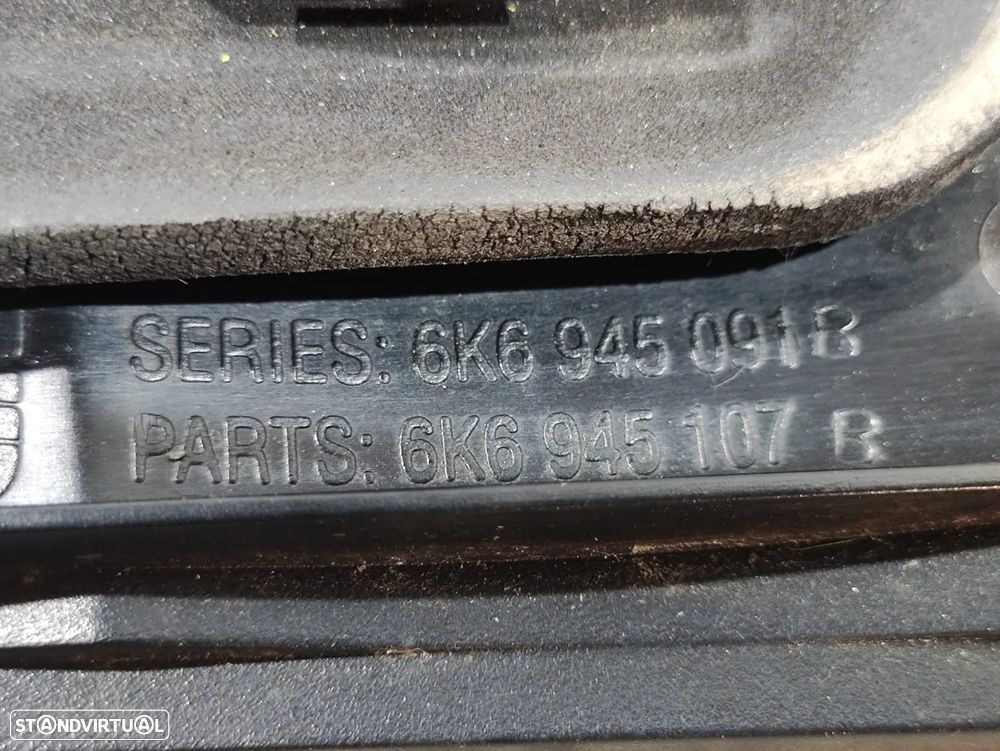 SERIES: 6K6 945 091 B
PARTS: 6K6 945 107 B
STANDVIRTUAL